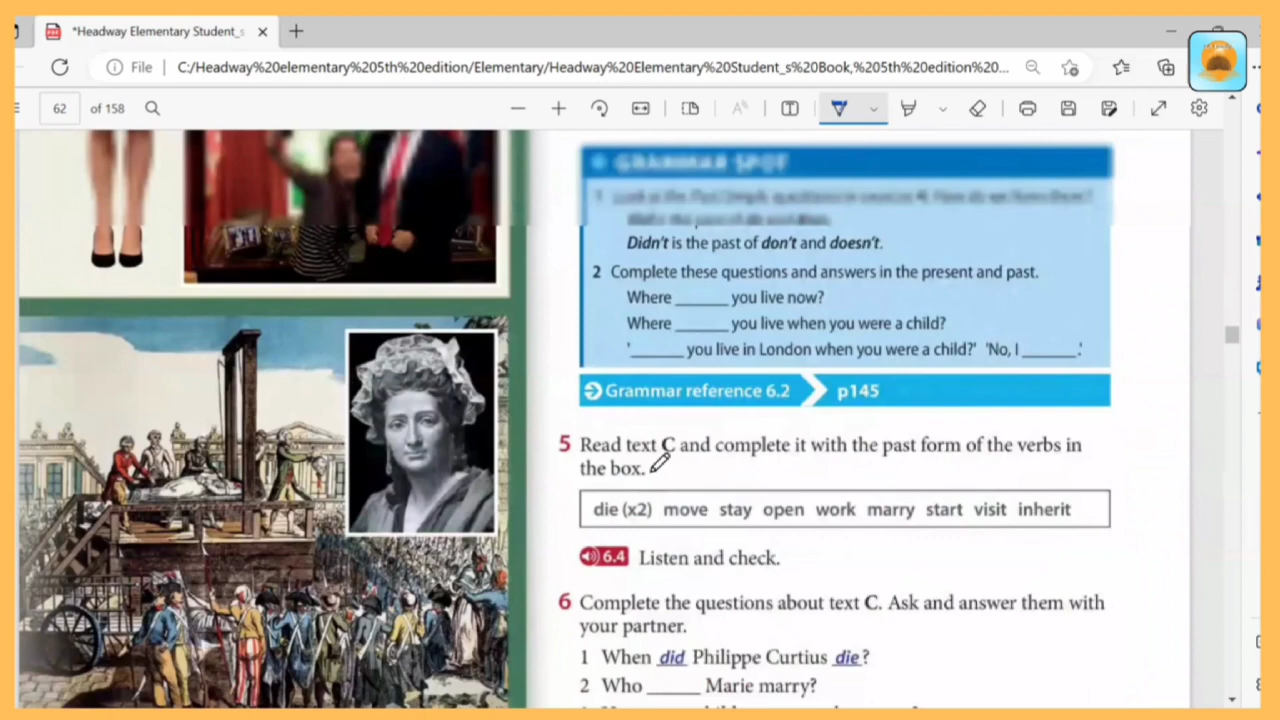 *Headway Elementary Student_s
File
C:/Headway%20elementary%205th%20edition/Elementary/Headway%20Elementary%20Student_s%20Book,%205th%20edition%20...
62 of 158
GRAMMAR SPOT
Didn't is the past of don't and doesn't.
2 Complete these questions and answers in the present and past.
Where ______ you live now?
Where ______ you live when you were a child?
'______ you live in London when you were a child?' 'No, I ______.'
Grammar reference 6.2 p145
5 Read text C and complete it with the past form of the verbs in
the box.
die (x2) move stay open work marry start visit inherit
6.4 Listen and check.
6 Complete the questions about text C. Ask and answer them with
your partner.
1 When did Philippe Curtius die?
2 Who ______ Marie marry?